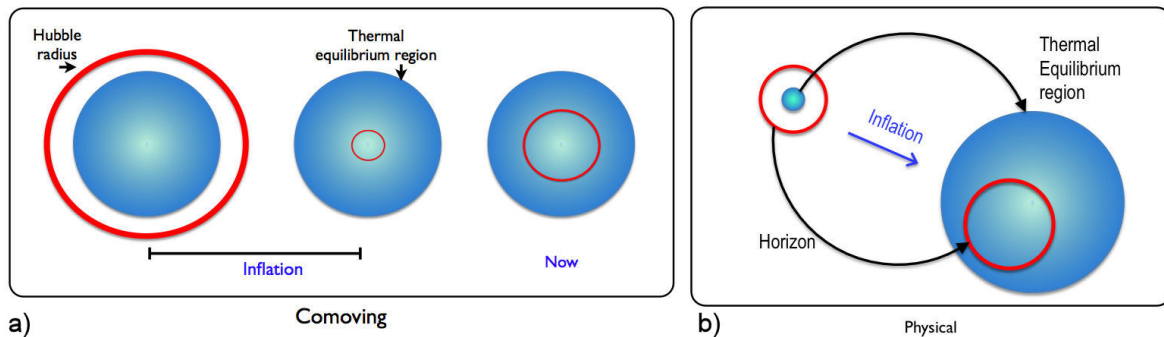 Hubble
radius
Thermal
equilibrium region
Inflation
Now
a)
Comoving
Thermal
Equilibrium
region
Inflation
Horizon
b)
Physical